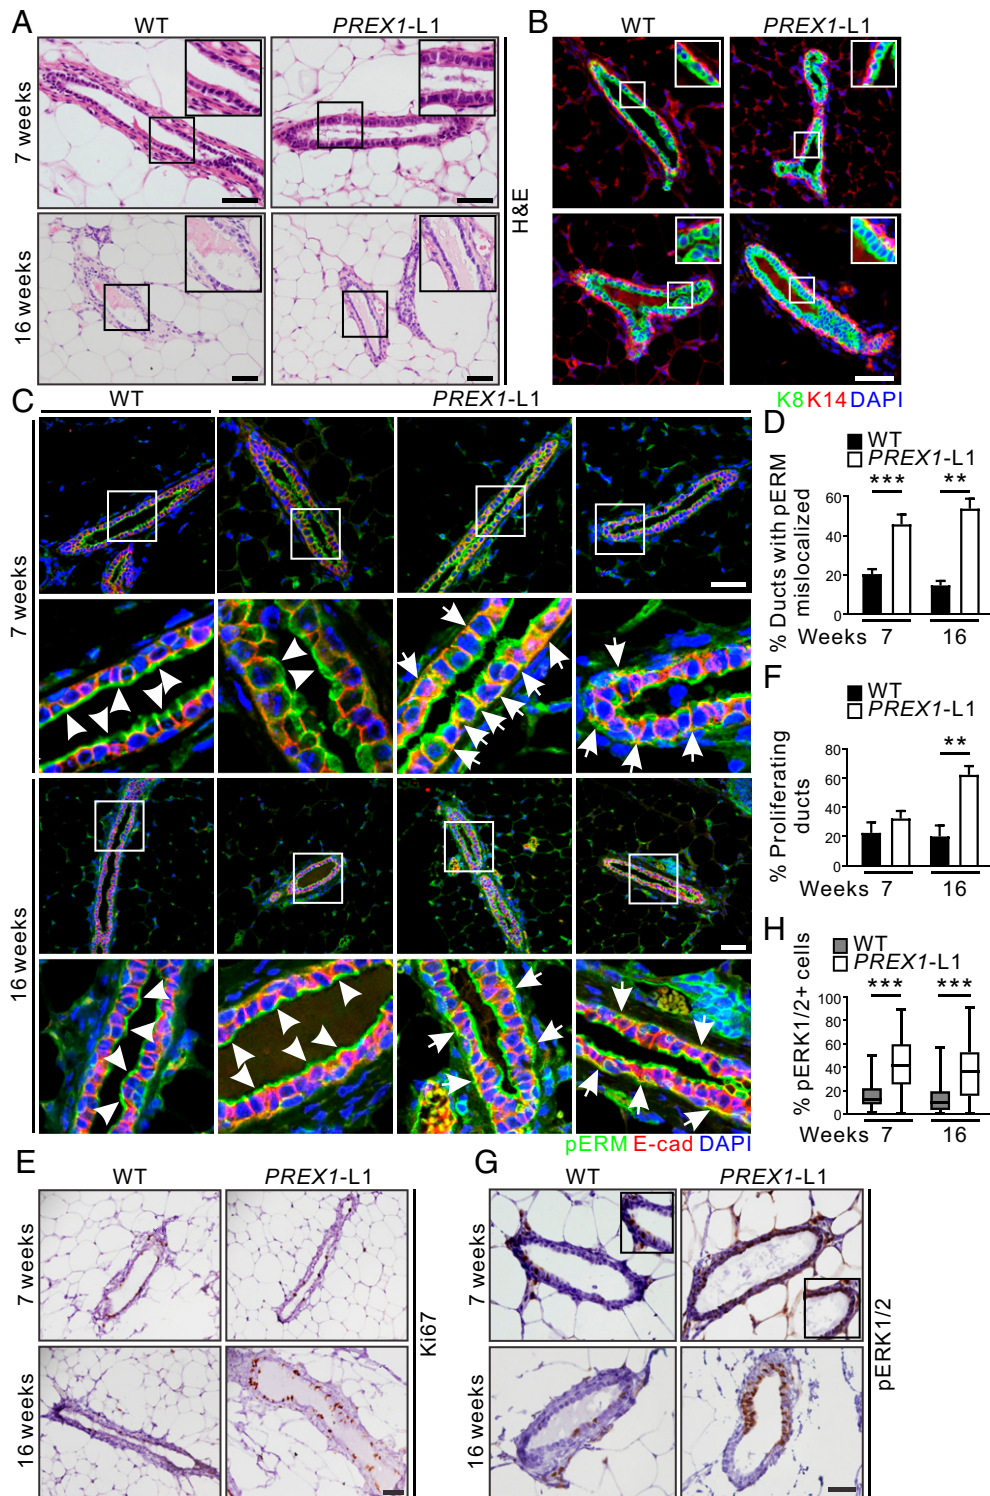 A
WT
PREX1-L1
7 weeks
16 weeks
H&E
B
WT
PREX1-L1
K8 K14 DAPI
C
WT
PREX1-L1
7 weeks
16 weeks
pERM E-cad DAPI
D
WT
PREX1-L1
% Ducts with pERM
mislocalized
60
40
20
0
***
**
Weeks 7 16
F
WT
PREX1-L1
% Proliferating
ducts
80
60
40
20
0
**
Weeks 7 16
H
WT
PREX1-L1
% pERK1/2+ cells
100
80
60
40
20
0
***
***
Weeks 7 16
E
WT
PREX1-L1
7 weeks
16 weeks
Ki67
G
WT
PREX1-L1
7 weeks
16 weeks
pERK1/2